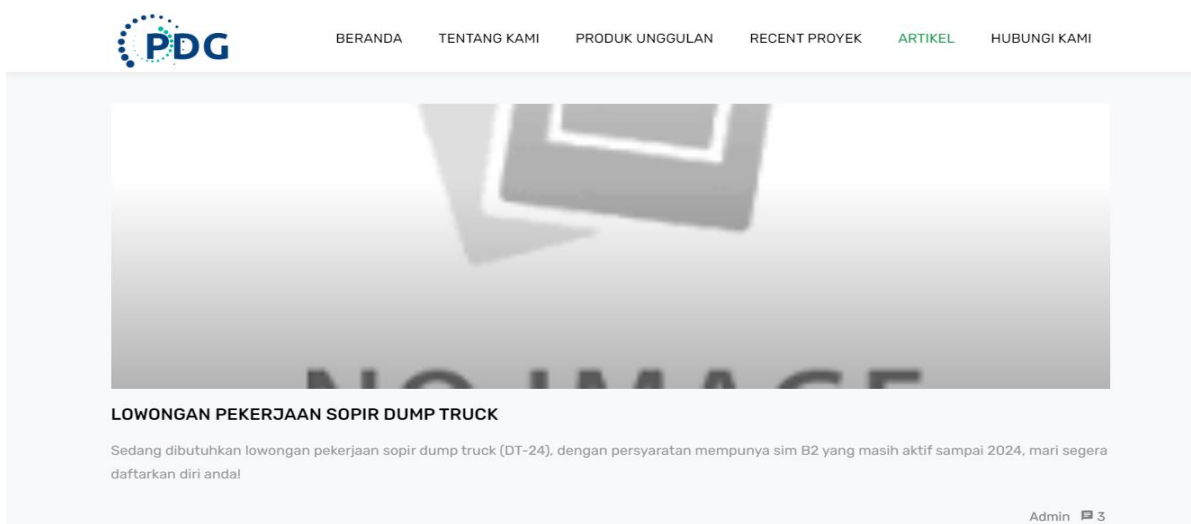 PDG
BERANDA TENTANG KAMI PRODUK UNGGULAN RECENT PROYEK ARTIKEL HUBUNGI KAMI
NO IMAGE
LOWONGAN PEKERJAAN SOPIR DUMP TRUCK
Sedang dibutuhkan lowongan pekerjaan sopir dump truck (DT-24), dengan persyaratan mempunya sim B2 yang masih aktif sampai 2024, mari segera
daftarkan diri anda!
Admin 3